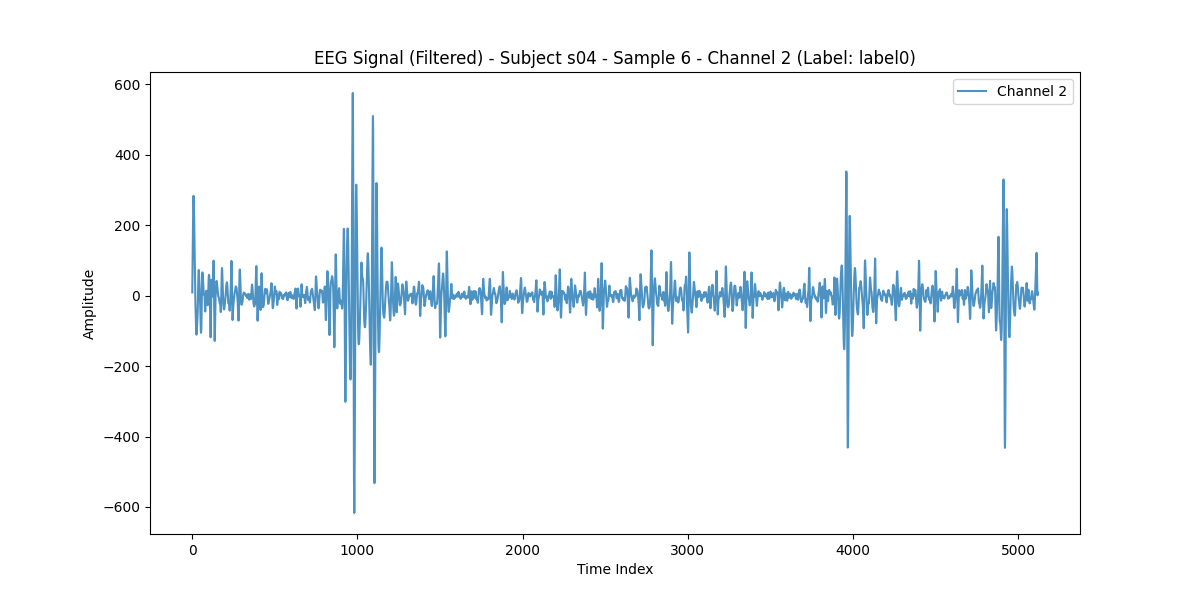 EEG Signal (Filtered) - Subject s04 - Sample 6 - Channel 2 (Label: label0)
Channel 2
600
400
200
0
−200
−400
−600
Amplitude
0 1000 2000 3000 4000 5000
Time Index